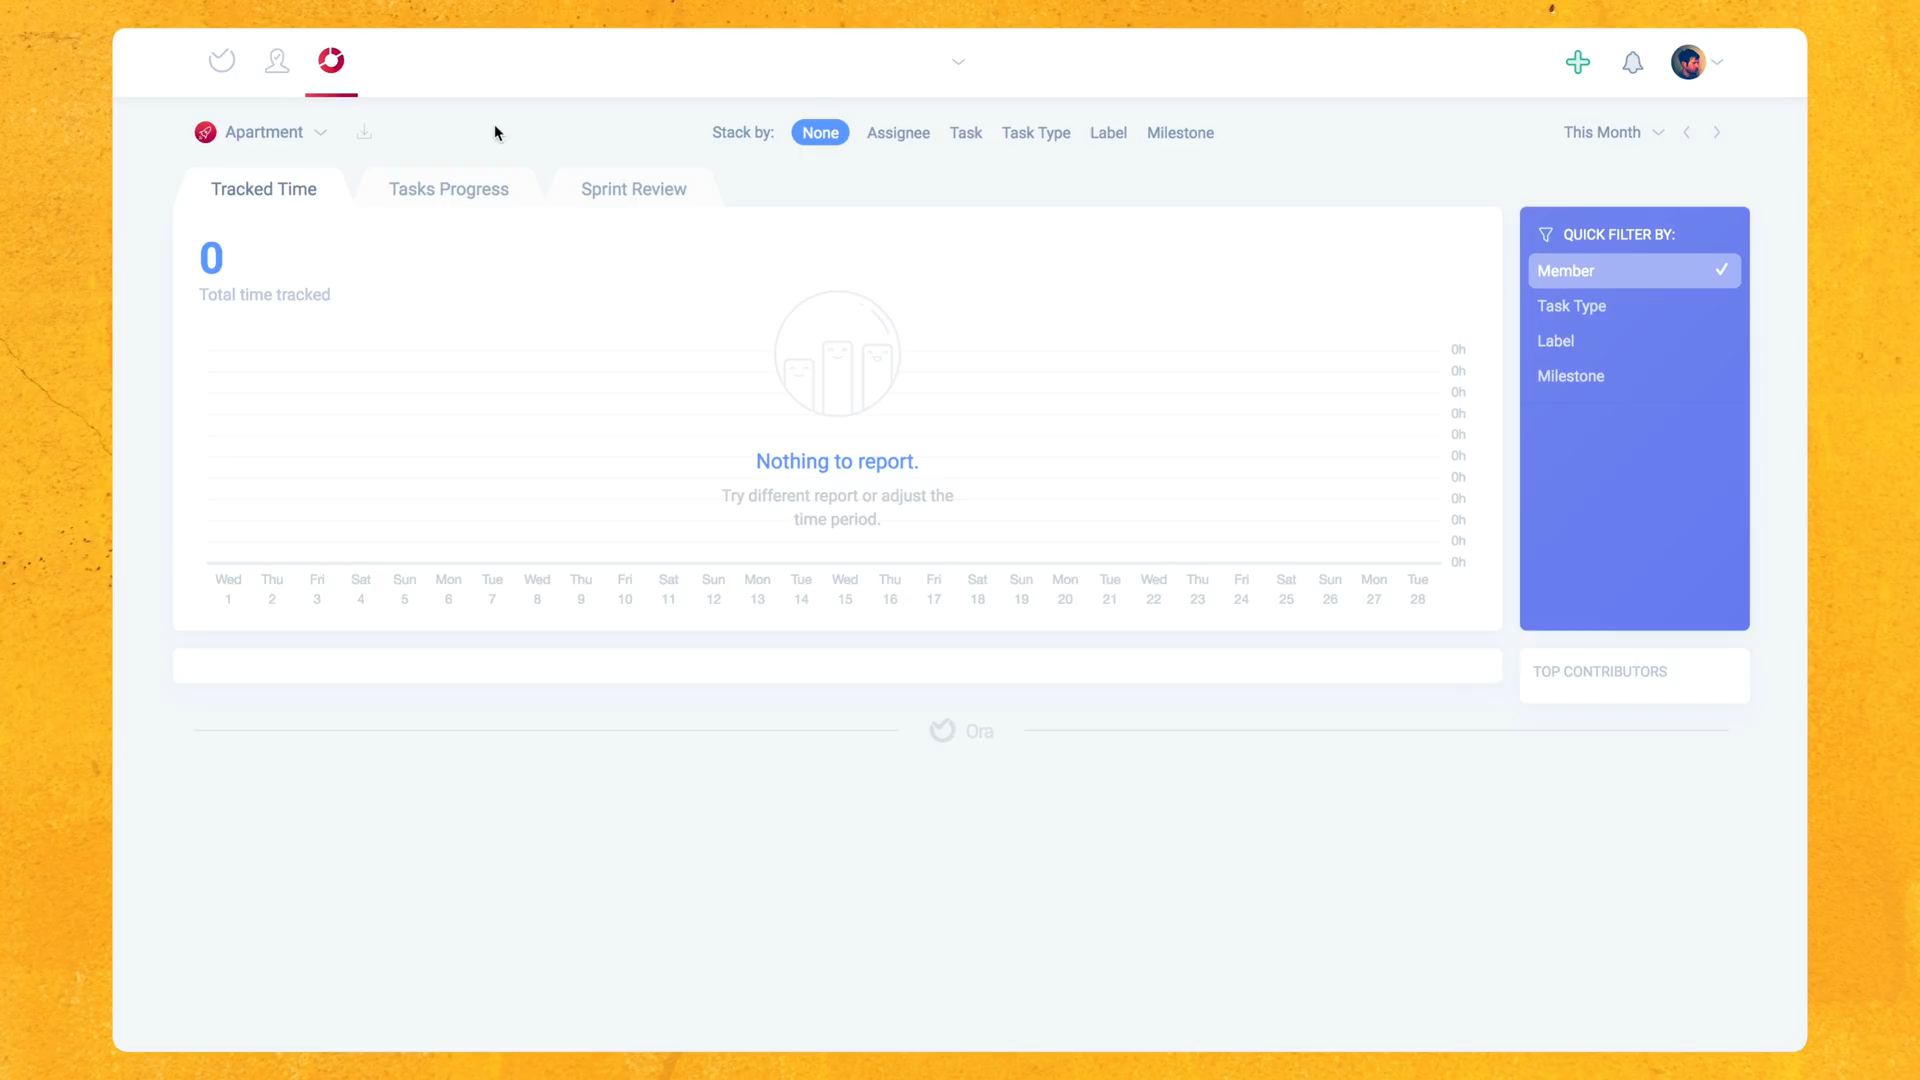 Apartment
Stack by: None Assignee Task Task Type Label Milestone
This Month
Tracked Time
Tasks Progress
Sprint Review
0
Total time tracked
Nothing to report.
Try different report or adjust the
time period.
0h
0h
0h
0h
0h
0h
0h
0h
0h
0h
0h
Wed Thu Fri Sat Sun Mon Tue Wed Thu Fri Sat Sun Mon Tue Wed Thu Fri Sat Sun Mon Tue Wed Thu Fri Sat Sun Mon Tue
1 2 3 4 5 6 7 8 9 10 11 12 13 14 15 16 17 18 19 20 21 22 23 24 25 26 27 28
QUICK FILTER BY:
Member
Task Type
Label
Milestone
TOP CONTRIBUTORS
Ora